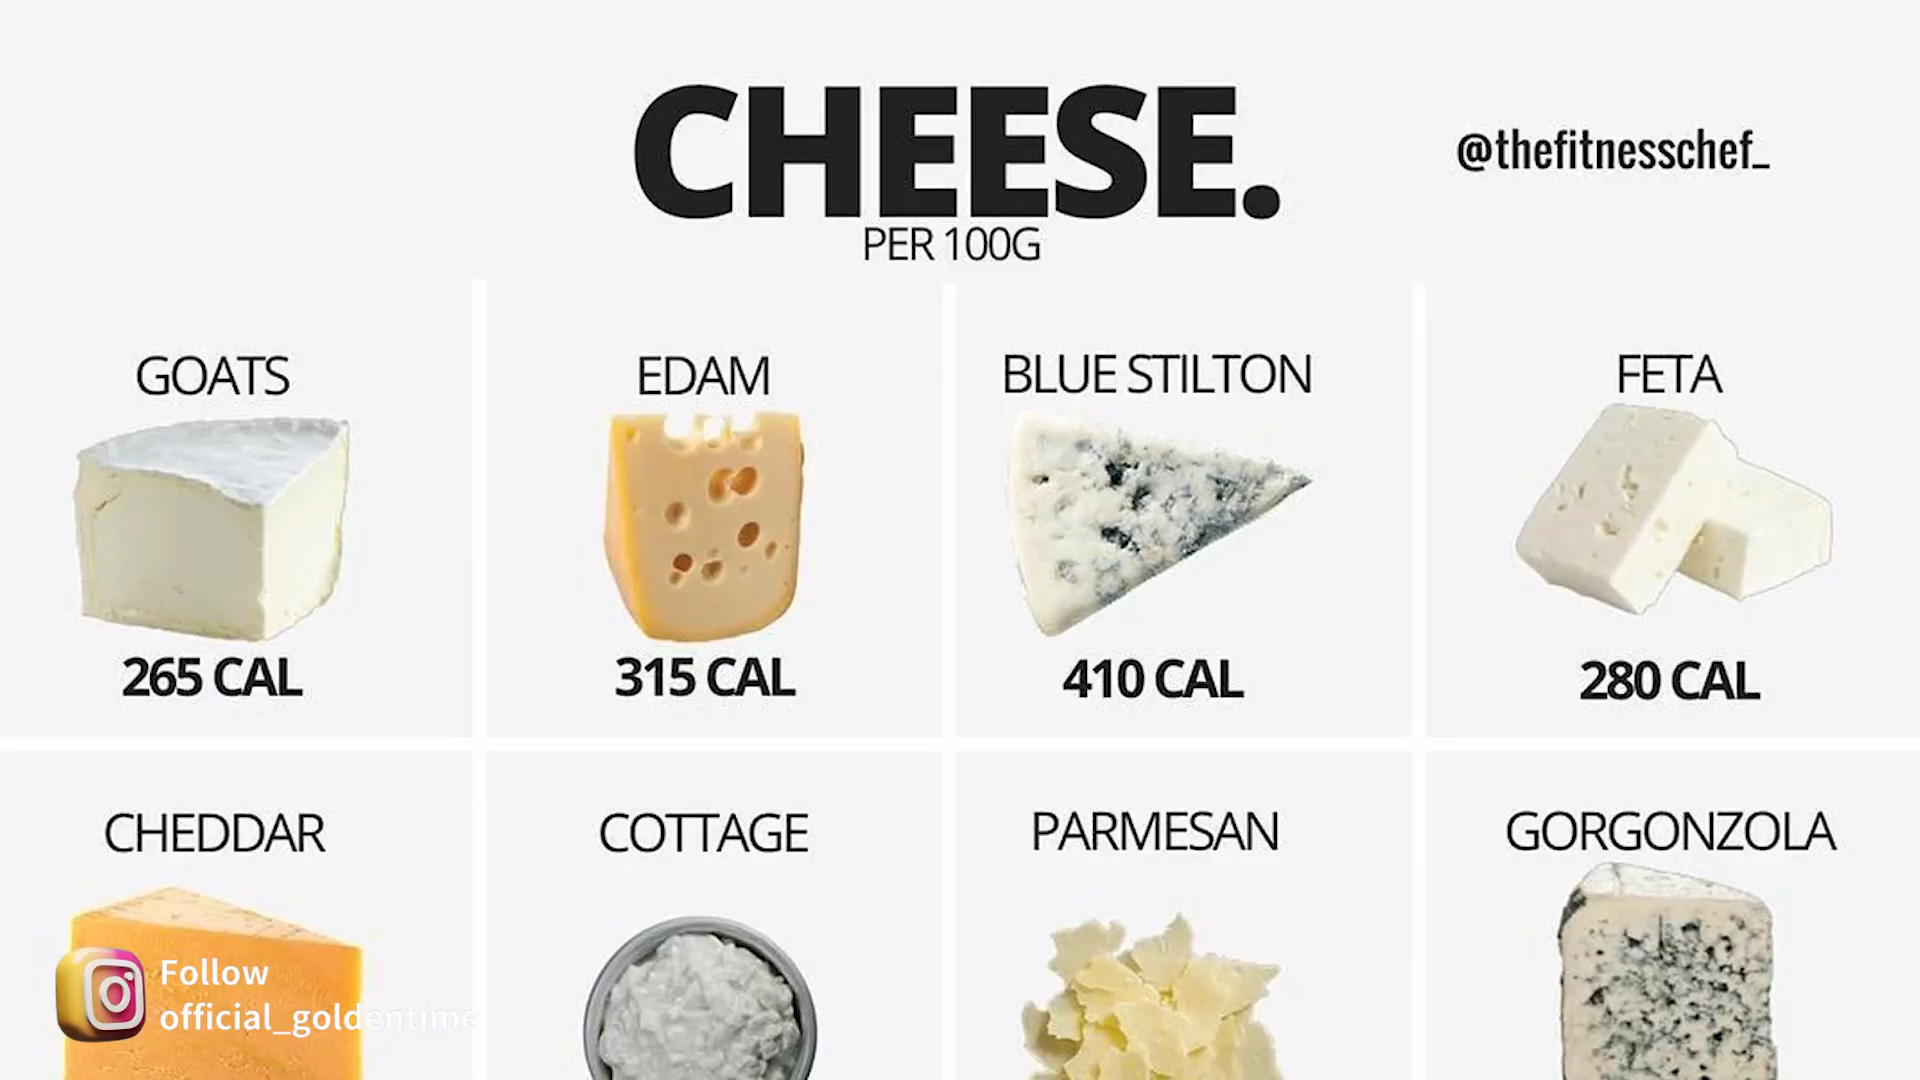 CHEESE.
@thefitnesschef_
PER 100G
GOATS
EDAM
BLUE STILTON
FETA
265 CAL
315 CAL
410 CAL
280 CAL
CHEDDAR
COTTAGE
PARMESAN
GORGONZOLA
Follow
official_goldentime